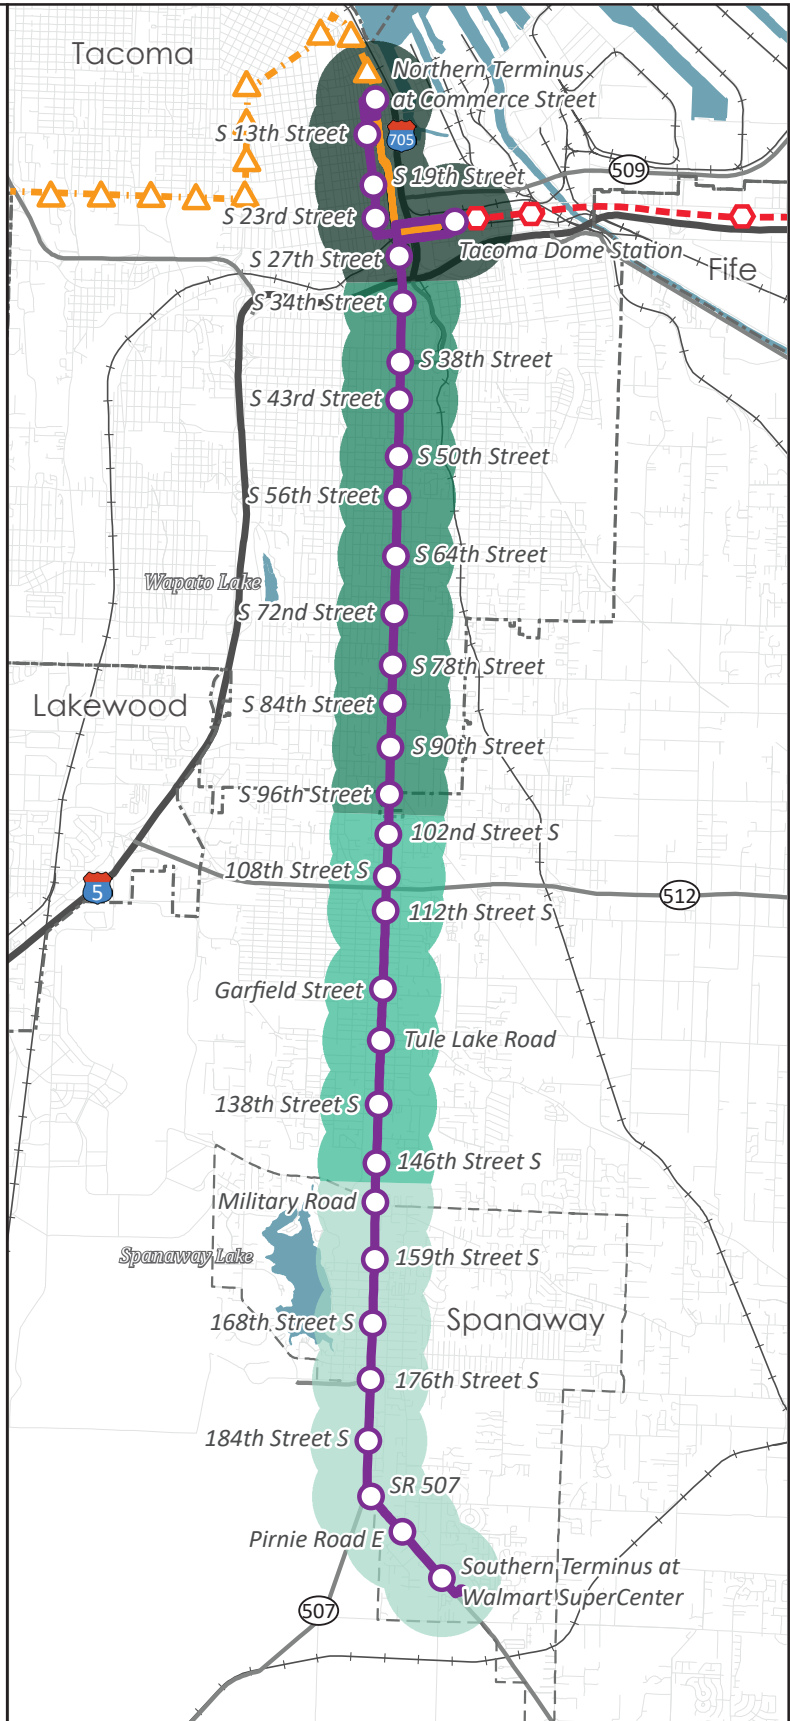 Tacoma
Northern Terminus
at Commerce Street
S 13th Street
705
509
S 19th Street
S 23rd Street
Tacoma Dome Station
S 27th Street
Fife
S 34th Street
S 38th Street
S 43rd Street
S 50th Street
S 56th Street
S 64th Street
Wapato Lake
S 72nd Street
S 78th Street
Lakewood
S 84th Street
S 90th Street
S 96th Street
102nd Street S
108th Street S
5
512
112th Street S
Garfield Street
Tule Lake Road
138th Street S
146th Street S
Military Road
Spanaway Lake
159th Street S
168th Street S
Spanaway
176th Street S
184th Street S
SR 507
Pirnie Road E
Southern Terminus at
Walmart SuperCenter
507